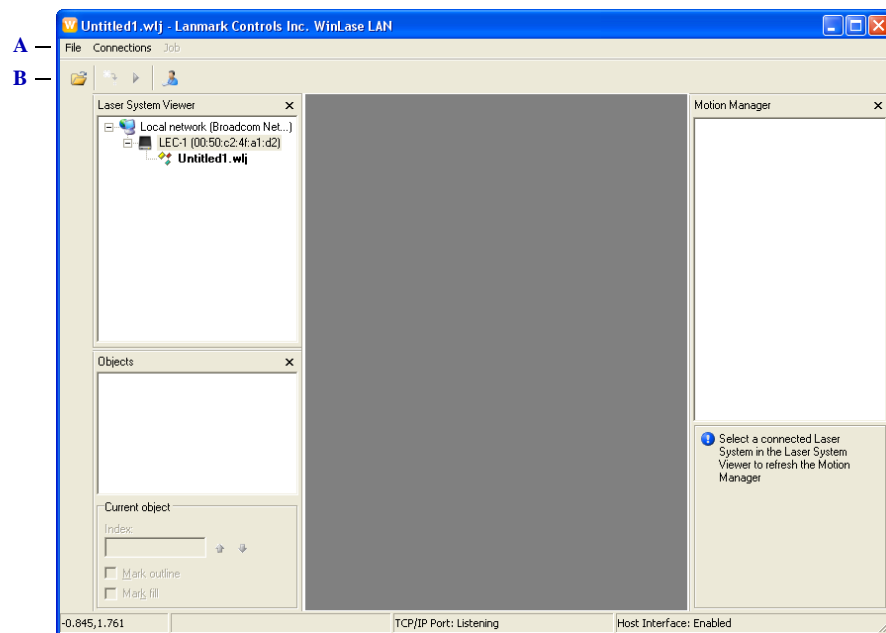 W Untitled1.wlj - Lanmark Controls Inc. WinLase LAN
A
File Connections Job
B
Laser System Viewer
Motion Manager
Local network (Broadcom Net...)
LEC-1 (00:50:c2:4f:a1:d2)
Untitled1.wlj
Objects
Select a connected Laser
System in the Laser System
Viewer to refresh the Motion
Manager
Current object
Index:
Mark outline
Mark fill
-0.845,1.761
TCP/IP Port: Listening
Host Interface: Enabled